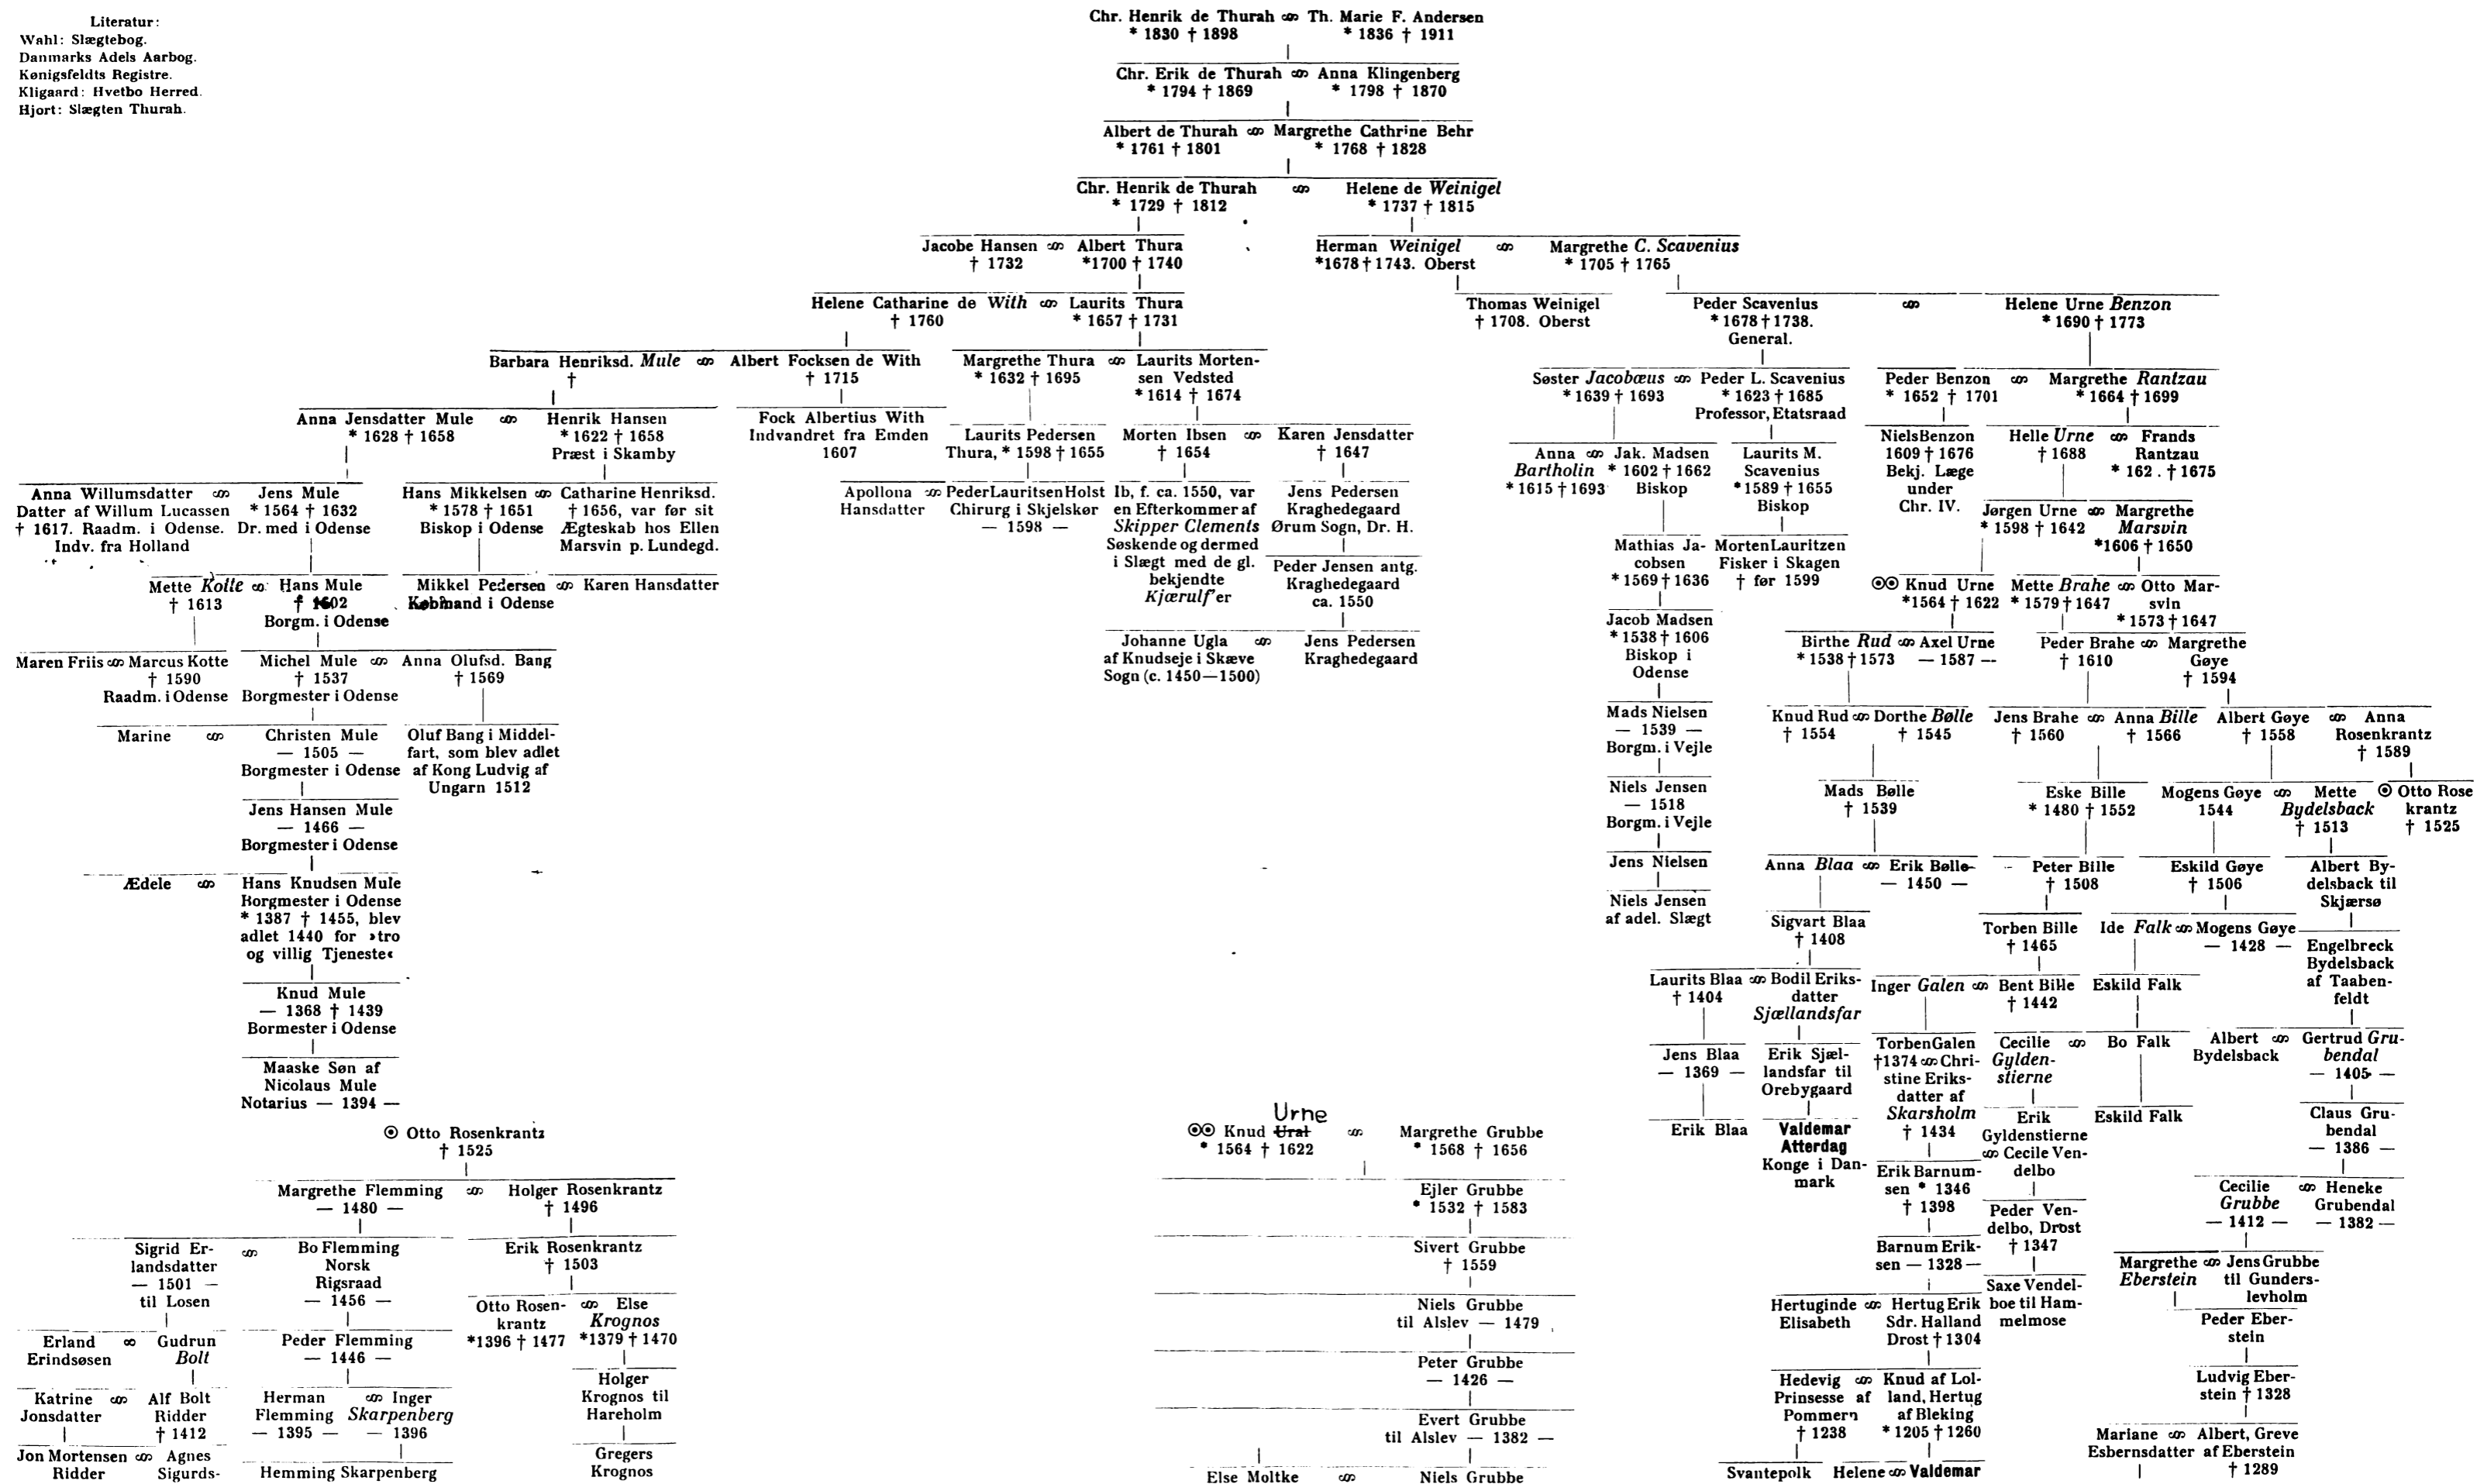 Literatur:
Wahl: Slægtebog.
Danmarks Adels Aarbog.
Kønigsfeldts Registre.
Kligaard: Hvetbo Herred.
Hjort: Slægten Thurah.
Chr. Henrik de Thurah ∞ Th. Marie F. Andersen
* 1830 † 1898 * 1836 † 1911
Chr. Erik de Thurah ∞ Anna Klingenberg
* 1794 † 1869 * 1798 † 1870
Albert de Thurah ∞ Margrethe Cathrine Behr
* 1761 † 1801 * 1768 † 1828
Chr. Henrik de Thurah ∞ Helene de Weinigel
* 1729 † 1812 * 1737 † 1815
Jacobe Hansen ∞ Albert Thura Herman Weinigel ∞ Margrethe C. Scavenius
† 1732 *1700 † 1740 *1678 † 1743. Oberst * 1705 † 1765
Helene Catharine de With ∞ Laurits Thura Thomas Weinigel Peder Scavenius ∞ Helene Urne Benzon
† 1760 * 1657 † 1731 † 1708. Oberst * 1678 † 1738. * 1690 † 1773
General.
Barbara Henriksd. Mule ∞ Albert Focksen de With
† † 1715
Margrethe Thura ∞ Laurits Morten-
* 1632 † 1695 sen Vedsted
* 1614 † 1674
Søster Jacobæus ∞ Peder L. Scavenius
* 1639 † 1693 * 1623 † 1685
Professor, Etatsraad
Peder Benzon ∞ Margrethe Rantzau
* 1652 † 1701 * 1664 † 1699
Anna Jensdatter Mule ∞ Henrik Hansen
* 1628 † 1658 * 1622 † 1658
Præst i Skamby
Fock Albertius With
Indvandret fra Emden
1607
Laurits Pedersen
Thura, * 1598 † 1655
Morten Ibsen ∞ Karen Jensdatter
† 1654 † 1647
Anna ∞ Jak. Madsen
Bartholin * 1602 † 1662
* 1615 † 1693 Biskop
Laurits M.
Scavenius
* 1589 † 1655
Biskop
NielsBenzon
1609 † 1676
Bekj. Læge
under
Chr. IV.
Helle Urne ∞ Frands
† 1688 Rantzau
* 162 . † 1675
Anna Willumsdatter ∞ Jens Mule
Datter af Willum Lucassen * 1564 † 1632
† 1617. Raadm. i Odense. Dr. med i Odense
Indv. fra Holland
Hans Mikkelsen ∞ Catharine Henriksd.
* 1578 † 1651 † 1656, var før sit
Biskop i Odense Ægteskab hos Ellen
Marsvin p. Lundegd.
Apollona ∞ PederLauritsenHolst
Hansdatter Chirurg i Skjelskør
— 1598 —
Ib, f. ca. 1550, var
en Efterkommer af
Skipper Clements
Søskende og dermed
i Slægt med de gl.
bekjendte
Kjærulf'er
Jens Pedersen
Kraghedegaard
Ørum Sogn, Dr. H.
Peder Jensen antg.
Kraghedegaard
ca. 1550
Johanne Ugla ∞ Jens Pedersen
af Knudseje i Skæve Kraghedegaard
Sogn (c. 1450—1500)
Mathias Ja-
cobsen
* 1569 † 1636
MortenLauritzen
Fisker i Skagen
† før 1599
Jørgen Urne ∞ Margrethe
* 1598 † 1642 Marsvin
*1606 † 1650
Mette Kotte ∞ Hans Mule
† 1613 † 1602
Borgm. i Odense
Mikkel Pedersen ∞ Karen Hansdatter
Købmand i Odense
Jacob Madsen
* 1538 † 1606
Biskop i
Odense
⦿⦿ Knud Urne
*1564 † 1622
Mette Brahe ∞ Otto Mar-
* 1579 † 1647 svin
* 1573 † 1647
Maren Friis ∞ Marcus Kotte
† 1590
Raadm. i Odense
Michel Mule ∞ Anna Olufsd. Bang
† 1537 † 1569
Borgmester i Odense
Birthe Rud ∞ Axel Urne
* 1538 † 1573 — 1587 —
Peder Brahe ∞ Margrethe
† 1610 Gøye
† 1594
Marine ∞ Christen Mule
— 1505 —
Borgmester i Odense
Oluf Bang i Middel-
fart, som blev adlet
af Kong Ludvig af
Ungarn 1512
Mads Nielsen
— 1539 —
Borgm. i Vejle
Knud Rud ∞ Dorthe Bølle
† 1554 † 1545
Jens Brahe ∞ Anna Bille
† 1560 † 1566
Albert Gøye ∞ Anna
† 1558 Rosenkrantz
† 1589
Jens Hansen Mule
— 1466 —
Borgmester i Odense
Niels Jensen
— 1518
Borgm. i Vejle
Mads Bølle
† 1539
Eske Bille
* 1480 † 1552
Mogens Gøye ∞ Mette
1544 Bydelsback
† 1513
⦿ Otto Rose
krantz
† 1525
Ædele ∞ Hans Knudsen Mule
Borgmester i Odense
* 1387 † 1455, blev
adlet 1440 for »tro
og villig Tjeneste«
Jens Nielsen
Niels Jensen
af adel. Slægt
Anna Blaa ∞ Erik Bølle
— 1450 —
Peter Bille
† 1508
Eskild Gøye
† 1506
Albert By-
delsback til
Skjærsø
Sigvart Blaa
† 1408
Torben Bille
† 1465
Ide Falk ∞ Mogens Gøye
— 1428 —
Engelbreck
Bydelsback
af Taaben-
feldt
Knud Mule
— 1368 † 1439
Bormester i Odense
Laurits Blaa ∞ Bodil Eriks-
† 1404 datter
Sjællandsfar
Inger Galen ∞ Bent Bille
† 1442
Eskild Falk
Maaske Søn af
Nicolaus Mule
Notarius — 1394 —
Jens Blaa
— 1369 —
Erik Sjæl-
landsfar til
Orebygaard
TorbenGalen
†1374 ∞ Chri-
stine Eriks-
datter af
Skarsholm
† 1434
Cecilie ∞ Bo Falk
Gylden-
stierne
Albert ∞ Gertrud Gru-
Bydelsback bendal
— 1405 —
Erik Blaa
Valdemar
Atterdag
Konge i Dan-
mark
Erik
Gyldenstierne
∞ Cecile Ven-
delbo
Eskild Falk
Claus Gru-
bendal
— 1386 —
Erik Barnum-
sen * 1346
† 1398
Peder Ven-
delbo, Drost
† 1347
Cecilie ∞ Heneke
Grubbe Grubendal
— 1412 — — 1382 —
Barnum Erik-
sen — 1328 —
Saxe Vendel-
boe til Ham-
melmose
Margrethe ∞ Jens Grubbe
Eberstein til Gunders-
levholm
Hertuginde ∞ Hertug Erik
Elisabeth Sdr. Halland
Drost † 1304
Peder Eber-
stein
Hedevig ∞ Knud af Lol-
Prinsesse af land, Hertug
Pommern af Bleking
† 1238 * 1205 † 1260
Ludvig Eber-
stein † 1328
Svantepolk Helene ∞ Valdemar
Mariane ∞ Albert, Greve
Esbernsdatter af Eberstein
† 1289
⦿ Otto Rosenkrantz
† 1525
Margrethe Flemming ∞ Holger Rosenkrantz
— 1480 — † 1496
Sigrid Er- ∞ Bo Flemming
landsdatter Norsk
— 1501 — Rigsraad
til Losen — 1456 —
Erik Rosenkrantz
† 1503
Otto Rosen- ∞ Else
krantz Krognos
*1396 † 1477 *1379 † 1470
Erland ∞ Gudrun
Erindsøsen Bolt
Peder Flemming
— 1446 —
Holger
Krognos til
Hareholm
Katrine ∞ Alf Bolt
Jonsdatter Ridder
† 1412
Herman ∞ Inger
Flemming Skarpenberg
— 1395 — — 1396
Jon Mortensen ∞ Agnes
Ridder Sigurds-
Hemming Skarpenberg
Gregers
Krognos
Urne
⦿⦿ Knud Ural ∞ Margrethe Grubbe
* 1564 † 1622 * 1568 † 1656
Ejler Grubbe
* 1532 † 1583
Sivert Grubbe
† 1559
Niels Grubbe
til Alslev — 1479
Peter Grubbe
— 1426 —
Evert Grubbe
til Alslev — 1382 —
Else Moltke ∞ Niels Grubbe